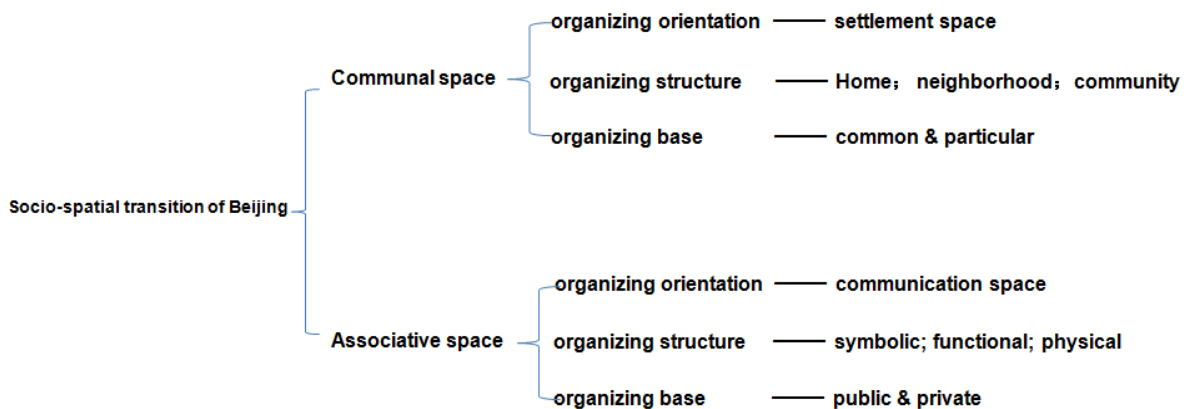 organizing orientation settlement space
Communal space
organizing structure Home； neighborhood；community
organizing base common & particular
Socio-spatial transition of Beijing
organizing orientation communication space
Associative space
organizing structure symbolic; functional; physical
organizing base public & private